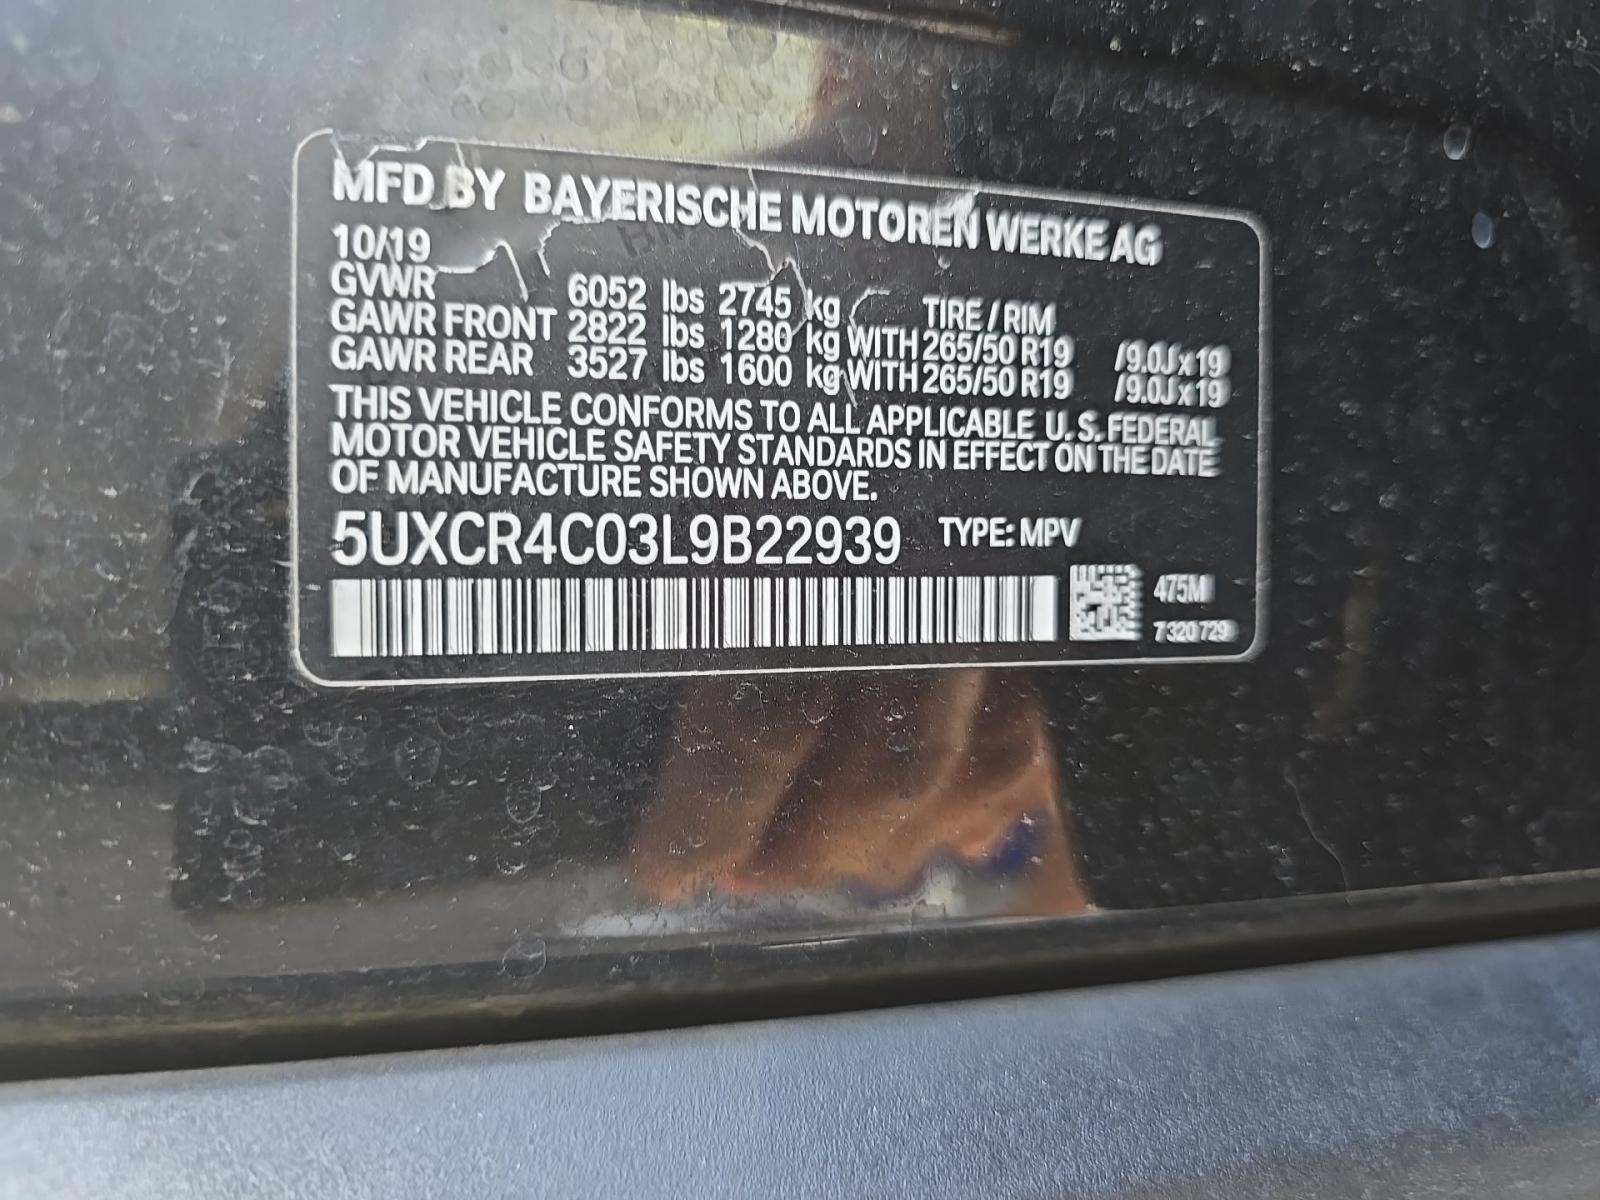 MFD BY BAYERISCHE MOTOREN WERKE AG
10/19
GVWR 6052 lbs 2745 kg TIRE / RIM
GAWR FRONT 2822 lbs 1280 kg WITH 265/50 R19 /9.0J x 19
GAWR REAR 3527 lbs 1600 kg WITH 265/50 R19 /9.0J x 19
THIS VEHICLE CONFORMS TO ALL APPLICABLE U.S. FEDERAL
MOTOR VEHICLE SAFETY STANDARDS IN EFFECT ON THE DATE
OF MANUFACTURE SHOWN ABOVE.
5UXCR4C03L9B22939 TYPE: MPV
475M
7 320 729